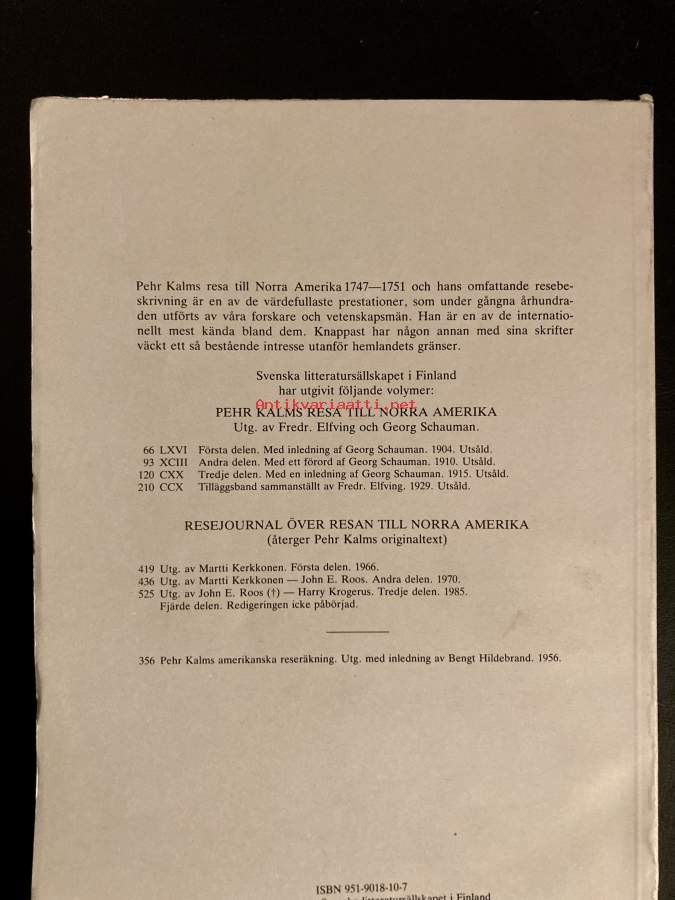 Pehr Kalms resa till Norra Amerika 1747—1751 och hans omfattande resebe-
skrivning är en av de värdefullaste prestationer, som under gångna århundra-
den utförts av våra forskare och vetenskapsmän. Han är en av de internatio-
nellt mest kända bland dem. Knappast har någon annan med sina skrifter
väckt ett så bestående intresse utanför hemlandets gränser.
Svenska litteratursällskapet i Finland
har utgivit följande volymer:
Antikvariaatti.net
PEHR KALMS RESA TILL NORRA AMERIKA
Utg. av Fredr. Elfving och Georg Schauman.
66 LXVI Första delen. Med inledning af Georg Schauman. 1904. Utsåld.
93 XCIII Andra delen. Med ett förord af Georg Schauman. 1910. Utsåld.
120 CXX Tredje delen. Med en inledning af Georg Schauman. 1915. Utsåld.
210 CCX Tilläggsband sammanställt av Fredr. Elfving. 1929. Utsåld.
RESEJOURNAL ÖVER RESAN TILL NORRA AMERIKA
(återger Pehr Kalms originaltext)
419 Utg. av Martti Kerkkonen. Första delen. 1966.
436 Utg. av Martti Kerkkonen — John E. Roos. Andra delen. 1970.
525 Utg. av John E. Roos (†) — Harry Krogerus. Tredje delen. 1985.
Fjärde delen. Redigeringen icke påbörjad.
356 Pehr Kalms amerikanska reseräkning. Utg. med inledning av Bengt Hildebrand. 1956.
ISBN 951-9018-10-7
Svenska litteratursällskapet i Finland